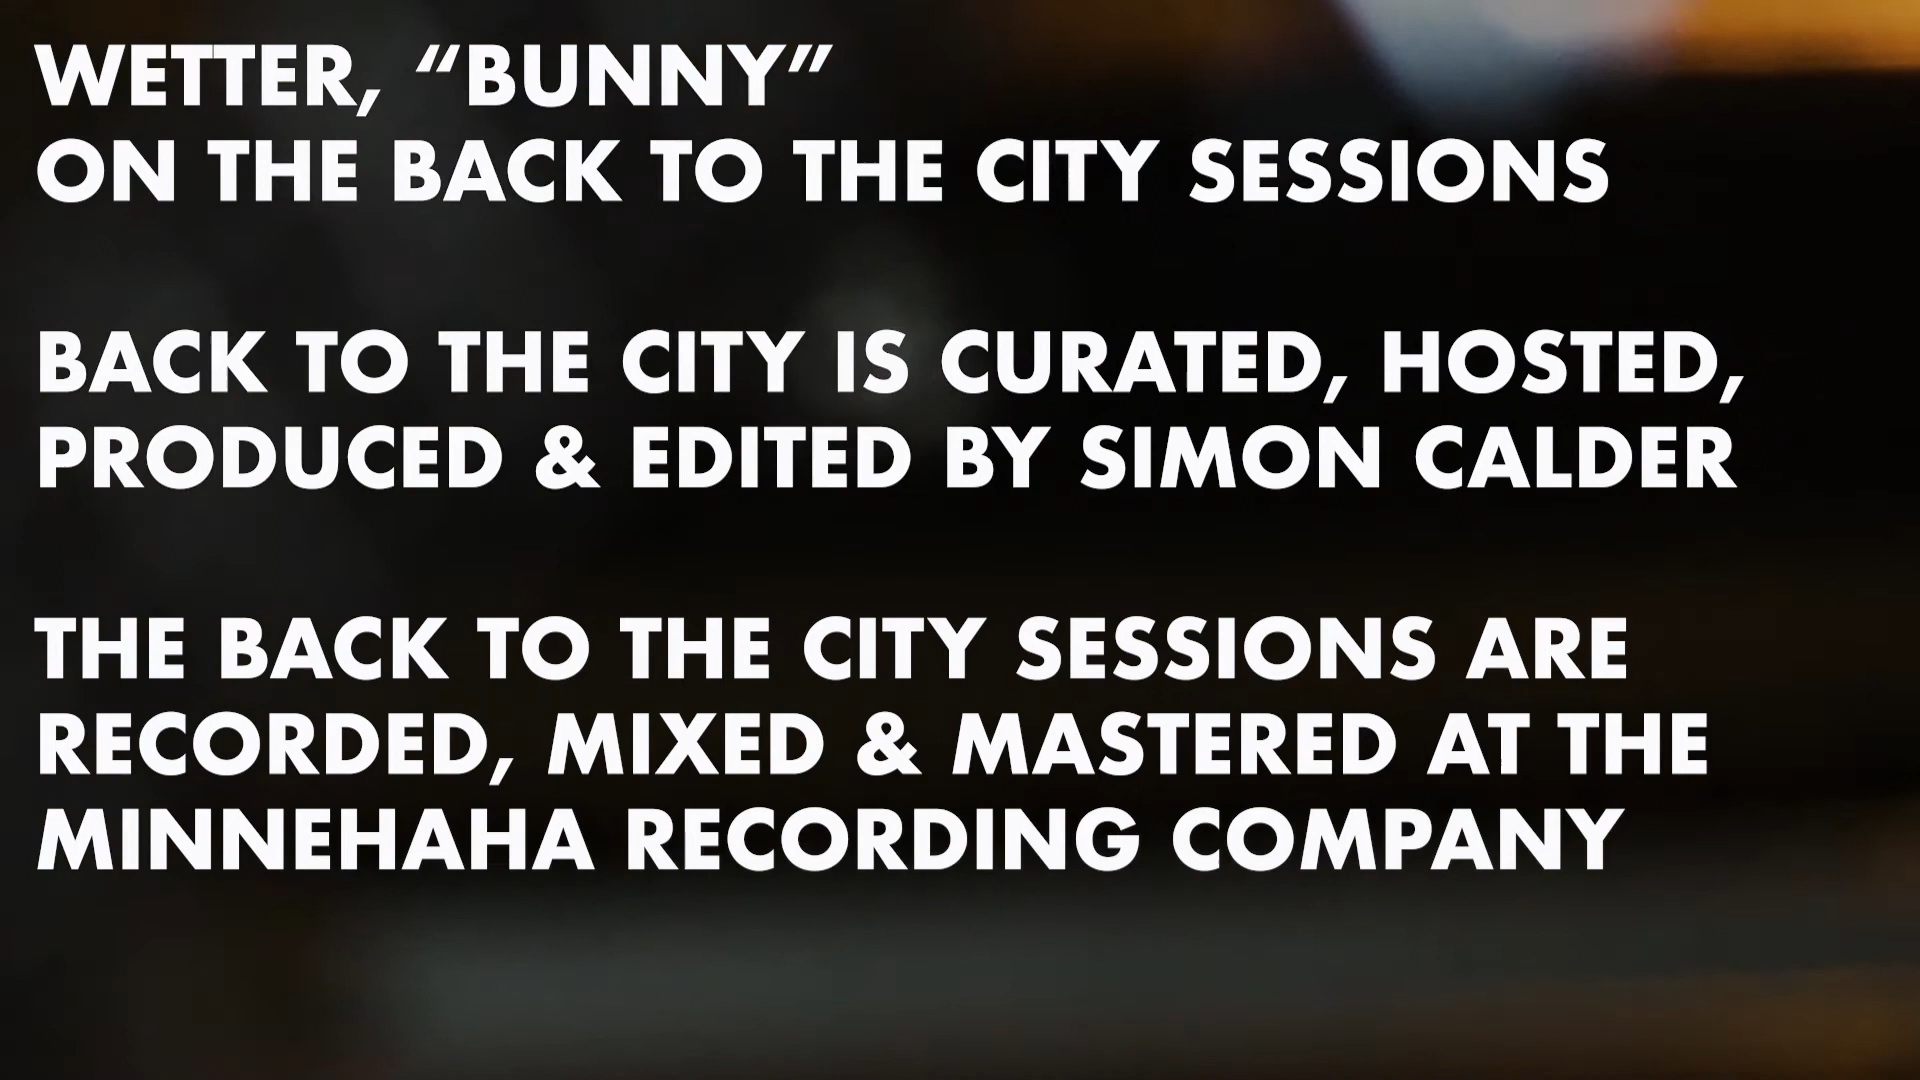 WETTER, “BUNNY”
ON THE BACK TO THE CITY SESSIONS
BACK TO THE CITY IS CURATED, HOSTED,
PRODUCED & EDITED BY SIMON CALDER
THE BACK TO THE CITY SESSIONS ARE
RECORDED, MIXED & MASTERED AT THE
MINNEHAHA RECORDING COMPANY